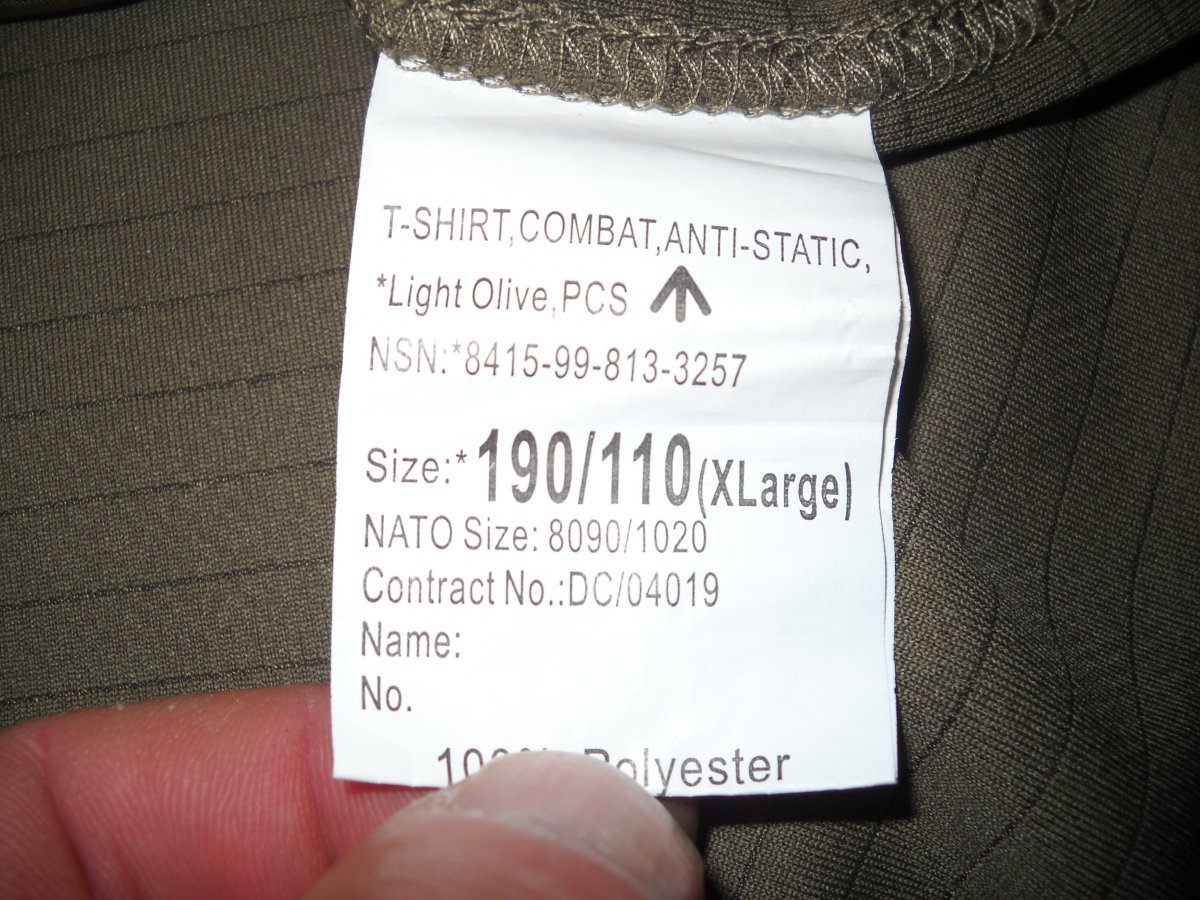 T-SHIRT,COMBAT,ANTI-STATIC,
*Light Olive,PCS
NSN:*8415-99-813-3257
Size:*190/110(XLarge)
NATO Size: 8090/1020
Contract No.:DC/04019
Name:
No.
100% Polyester